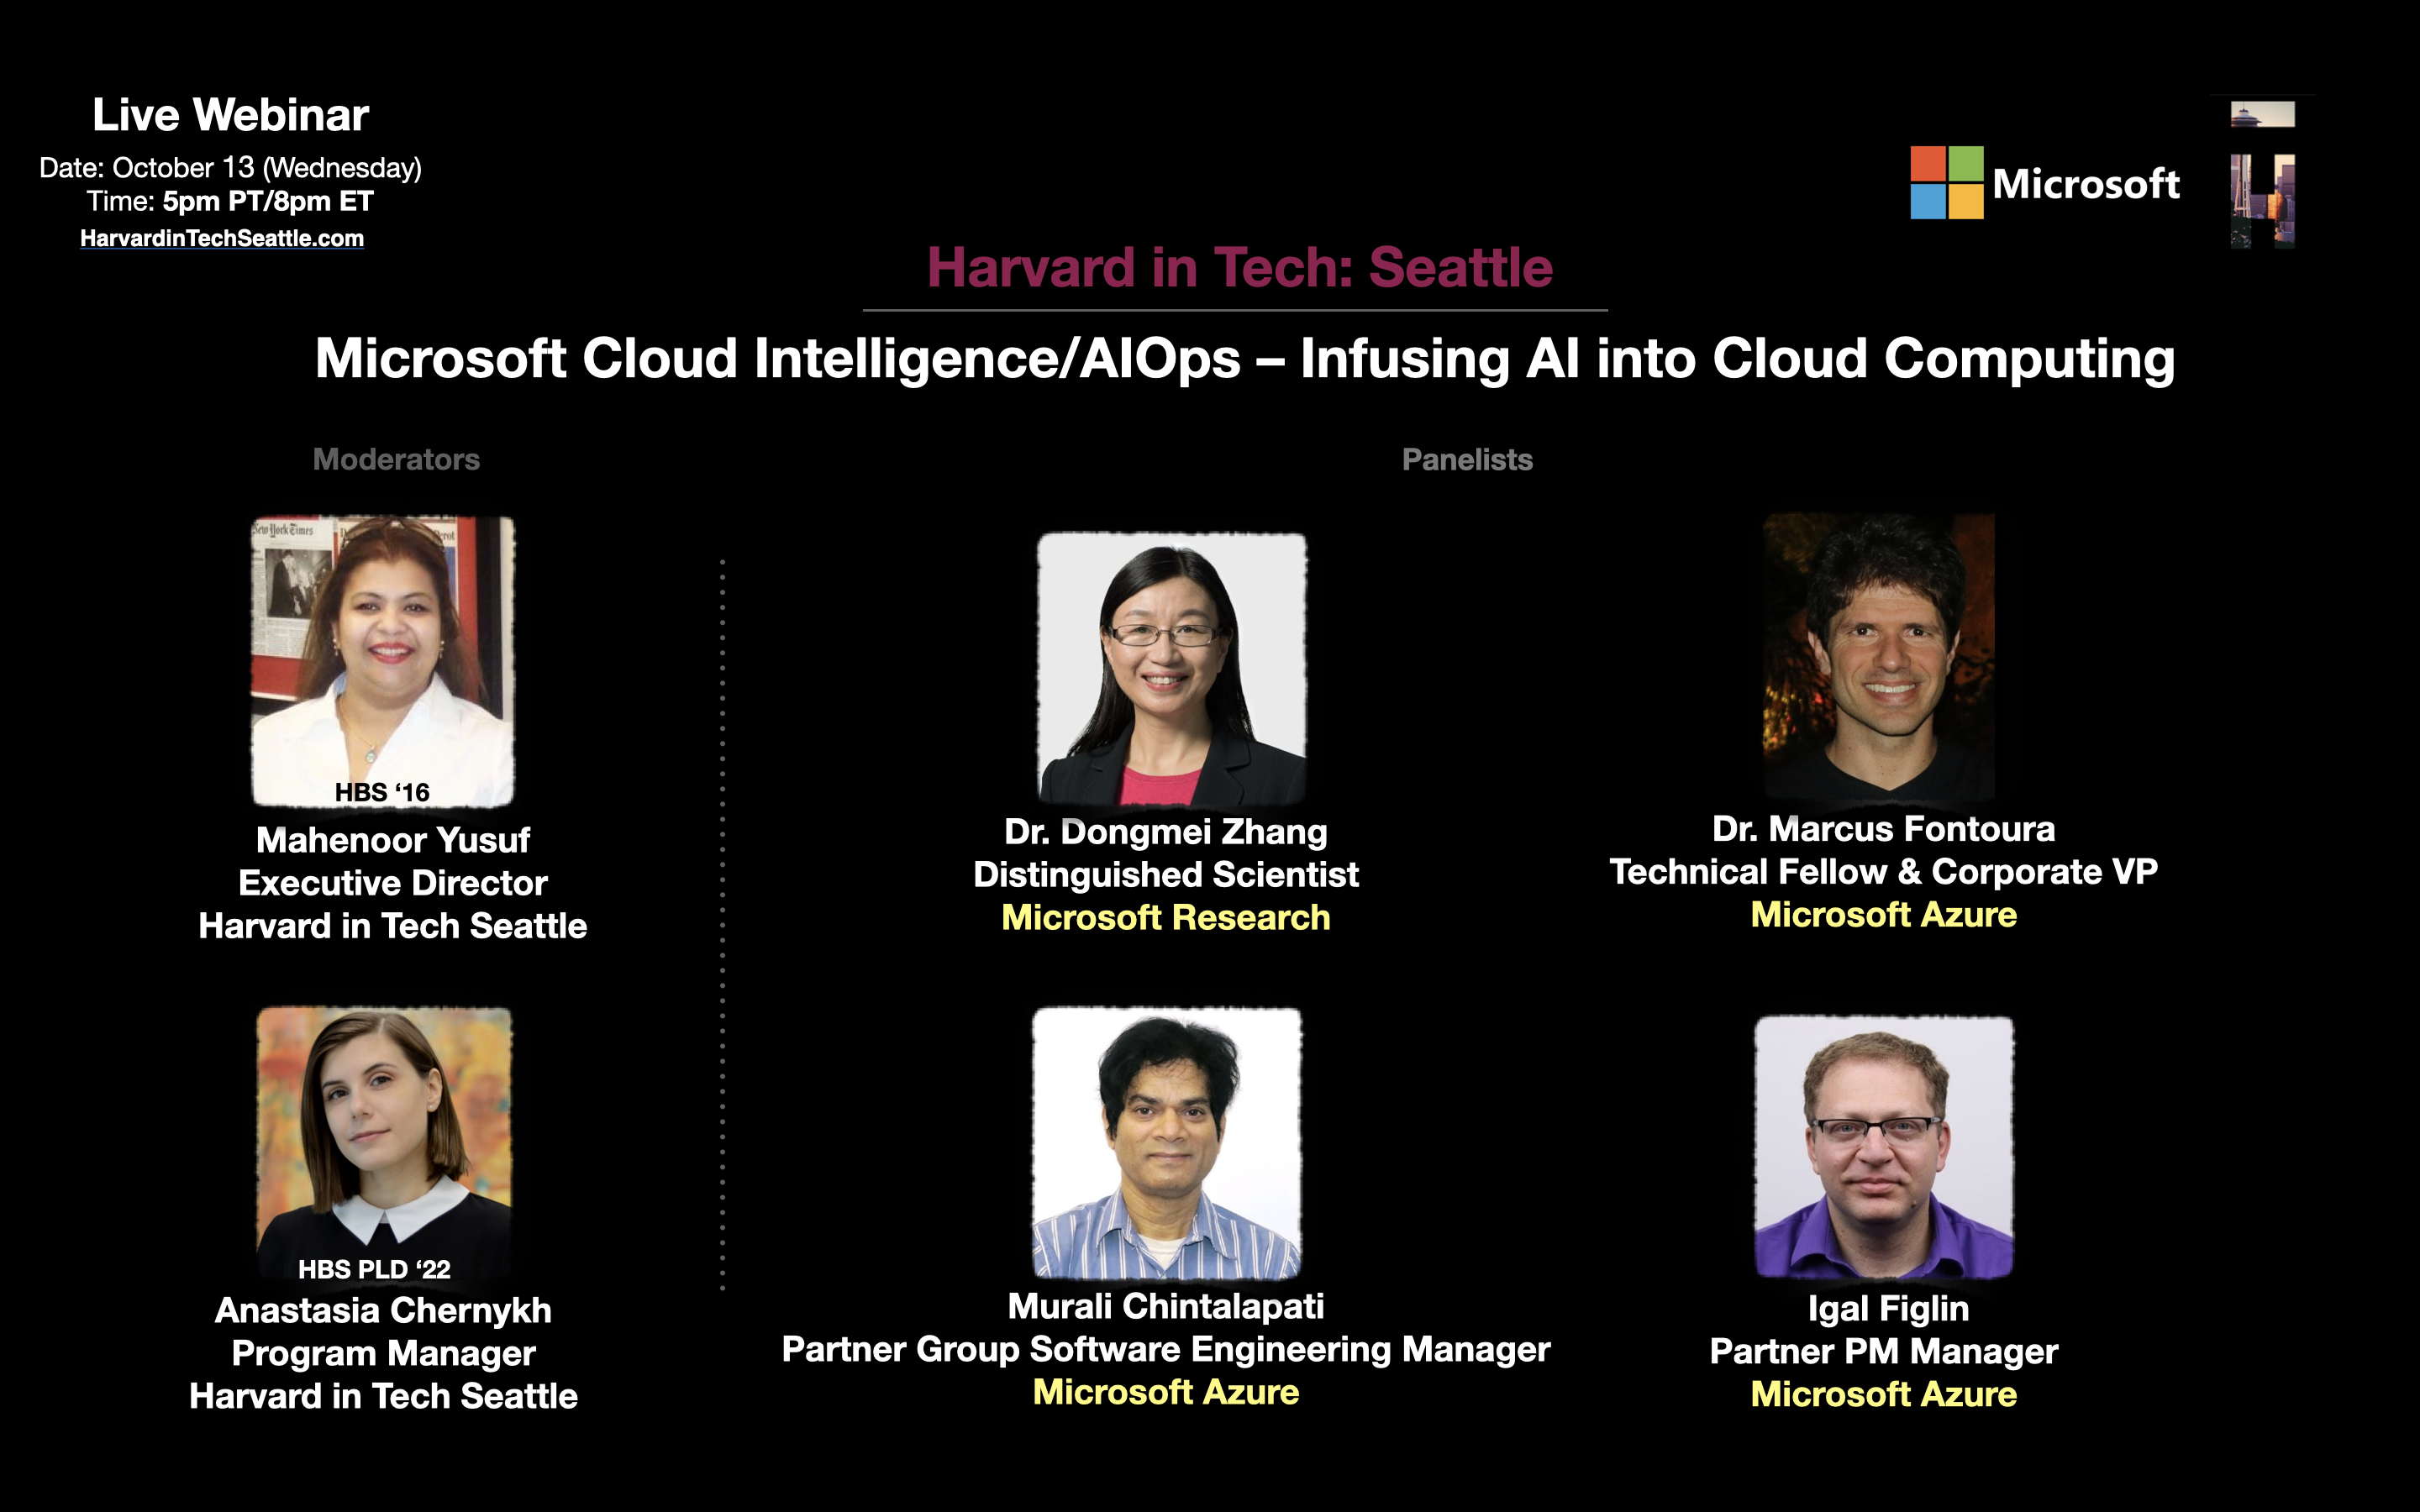 Live Webinar
Date: October 13 (Wednesday)
Time: 5pm PT/8pm ET
HarvardinTechSeattle.com
Microsoft
Harvard in Tech: Seattle
Microsoft Cloud Intelligence/AIOps – Infusing AI into Cloud Computing
Moderators
New York Times
HBS ‘16
Mahenoor Yusuf
Executive Director
Harvard in Tech Seattle
HBS PLD ‘22
Anastasia Chernykh
Program Manager
Harvard in Tech Seattle
Panelists
Dr. Dongmei Zhang
Distinguished Scientist
Microsoft Research
Dr. Marcus Fontoura
Technical Fellow & Corporate VP
Microsoft Azure
Murali Chintalapati
Partner Group Software Engineering Manager
Microsoft Azure
Igal Figlin
Partner PM Manager
Microsoft Azure